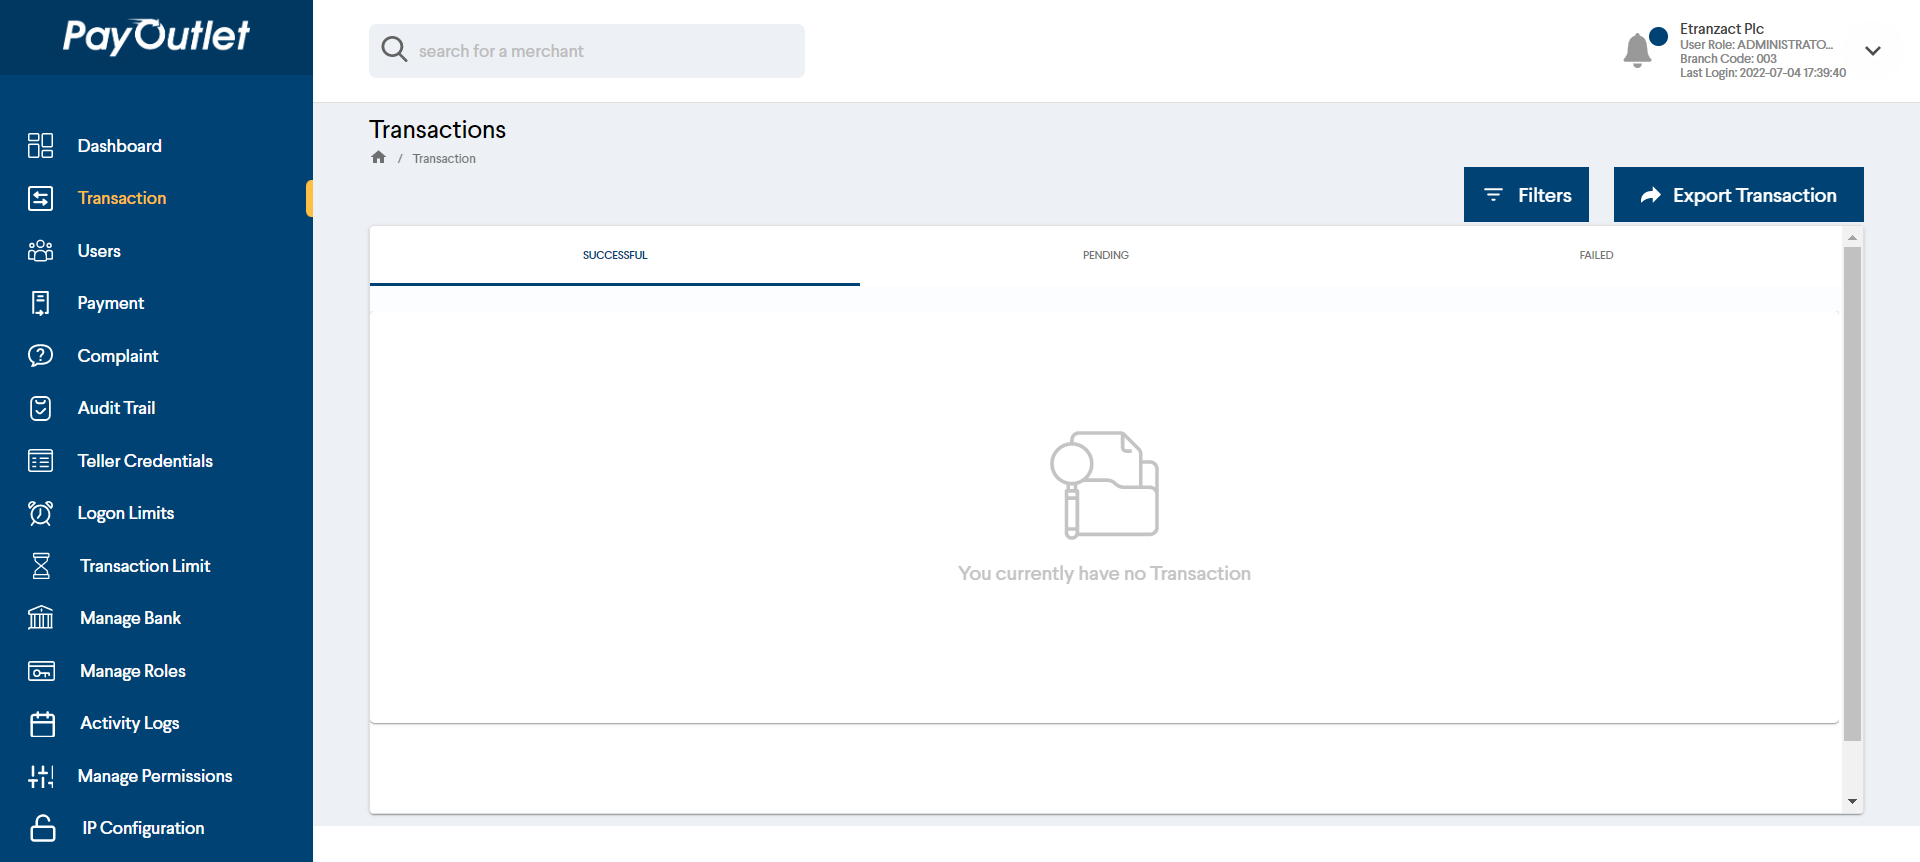 PayOutlet
search for a merchant
Etranzact Plc
User Role: ADMINISTRATO...
Branch Code: 003
Last Login: 2022-07-04 17:39:40
Dashboard
Transaction
Users
Payment
Complaint
Audit Trail
Teller Credentials
Logon Limits
Transaction Limit
Manage Bank
Manage Roles
Activity Logs
Manage Permissions
IP Configuration
Transactions
/ Transaction
Filters
Export Transaction
SUCCESSFUL
PENDING
FAILED
You currently have no Transaction